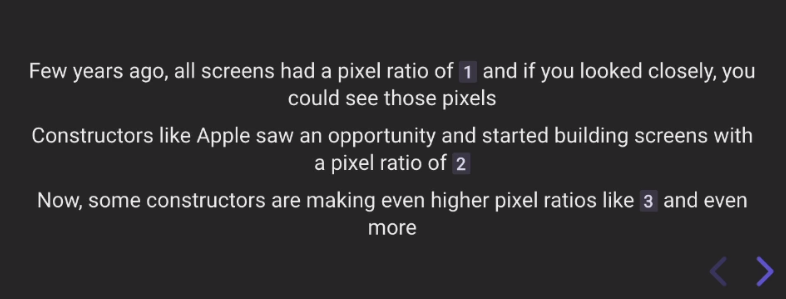 Few years ago, all screens had a pixel ratio of 1 and if you looked closely, you
could see those pixels
Constructors like Apple saw an opportunity and started building screens with
a pixel ratio of 2
Now, some constructors are making even higher pixel ratios like 3 and even
more